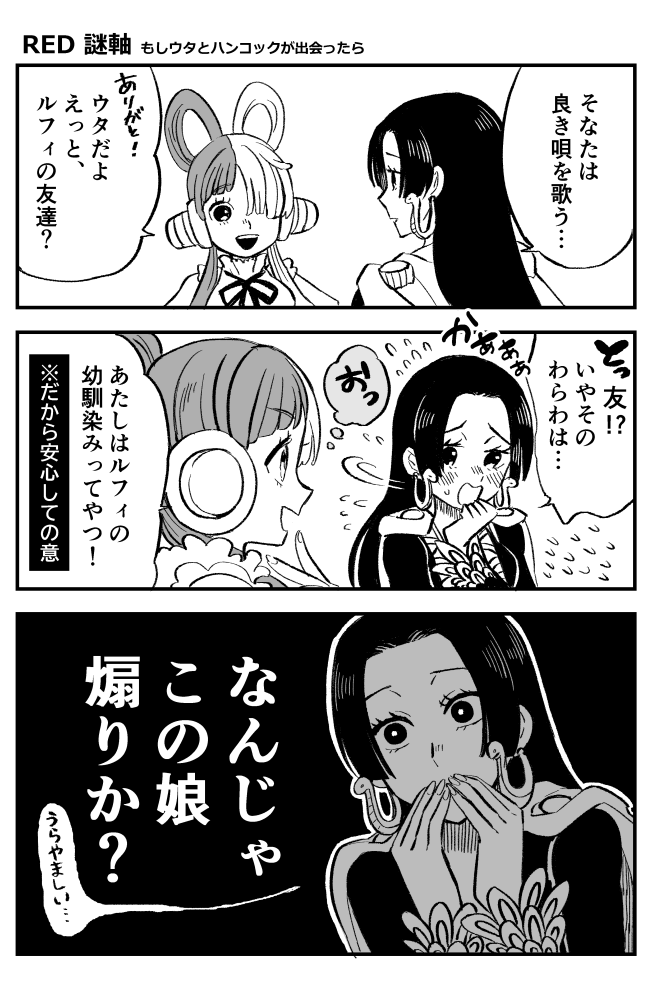 RED 謎軸 もしウタとハンコックが出会ったら
そなたは
良き唄を歌う…
ありがと!
ウタだよ
えっと、
ルフィの友達?
とっ
友!?
いやその
わらわは…
かぁぁぁぁ
おっ
あたしはルフィの
幼馴染みってやつ!
※だから安心しての意
なんじゃ
この娘
煽りか?
うらやましい…